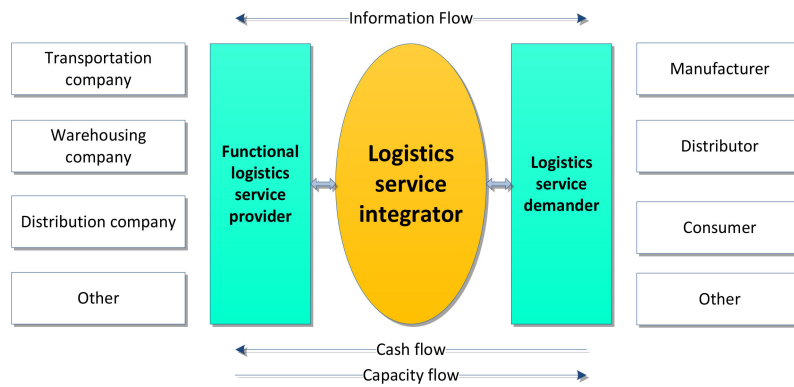 Information Flow
Transportation
company
Warehousing
company
Distribution company
Other
Functional
logistics
service
provider
Logistics
service
integrator
Logistics
service
demander
Manufacturer
Distributor
Consumer
Other
Cash flow
Capacity flow